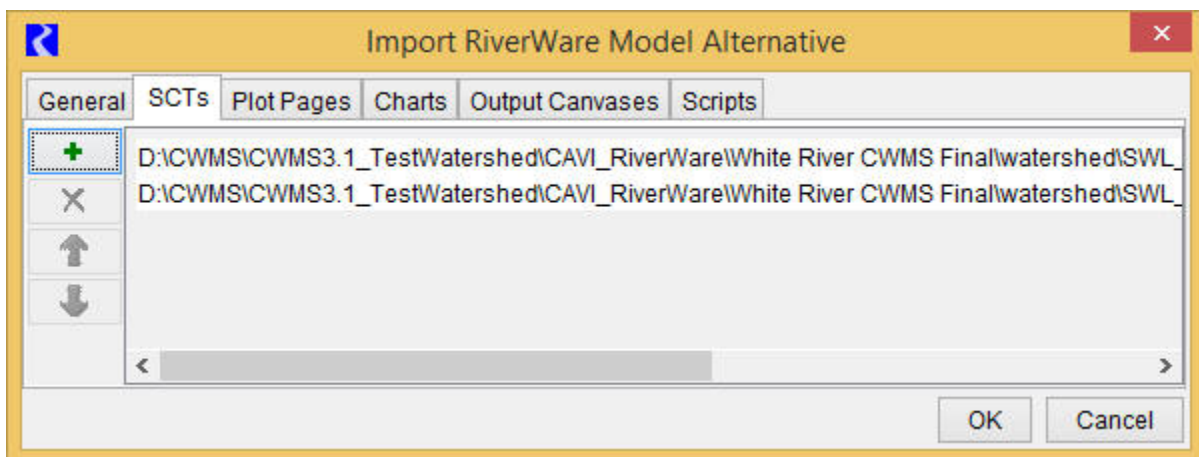 Import RiverWare Model Alternative
General SCTs Plot Pages Charts Output Canvases Scripts
D:\CWMS\CWMS3.1_TestWatershed\CAVI_RiverWare\White River CWMS Final\watershed\SWL_
D:\CWMS\CWMS3.1_TestWatershed\CAVI_RiverWare\White River CWMS Final\watershed\SWL_
OK Cancel